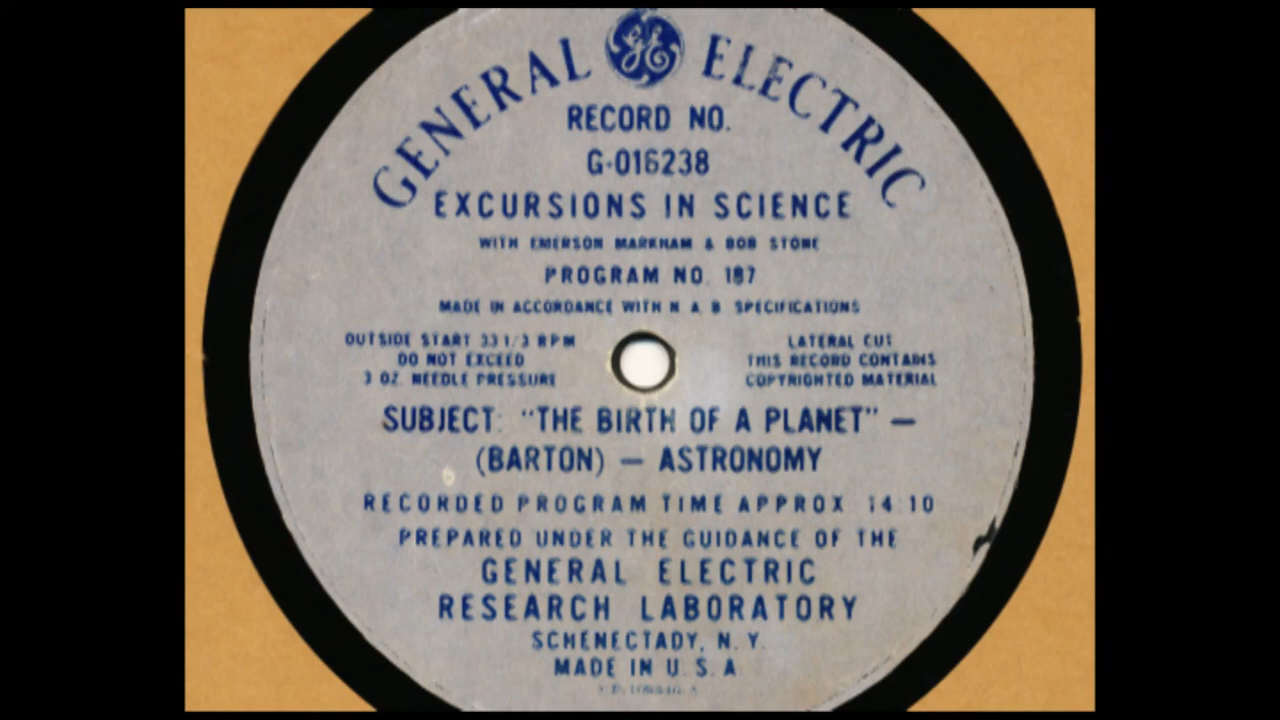 GENERAL GE ELECTRIC
RECORD NO.
G-016238
EXCURSIONS IN SCIENCE
WITH EMERSON MARKHAM & BOB STONE
PROGRAM NO. 187
MADE IN ACCORDANCE WITH N A B SPECIFICATIONS
OUTSIDE START 33 1/3 RPM
DO NOT EXCEED
3 OZ. NEEDLE PRESSURE
LATERAL CUT
THIS RECORD CONTAINS
COPYRIGHTED MATERIAL
SUBJECT: "THE BIRTH OF A PLANET" —
(BARTON) — ASTRONOMY
RECORDED PROGRAM TIME APPROX 14:10
PREPARED UNDER THE GUIDANCE OF THE
GENERAL ELECTRIC
RESEARCH LABORATORY
SCHENECTADY, N.Y.
MADE IN U.S.A